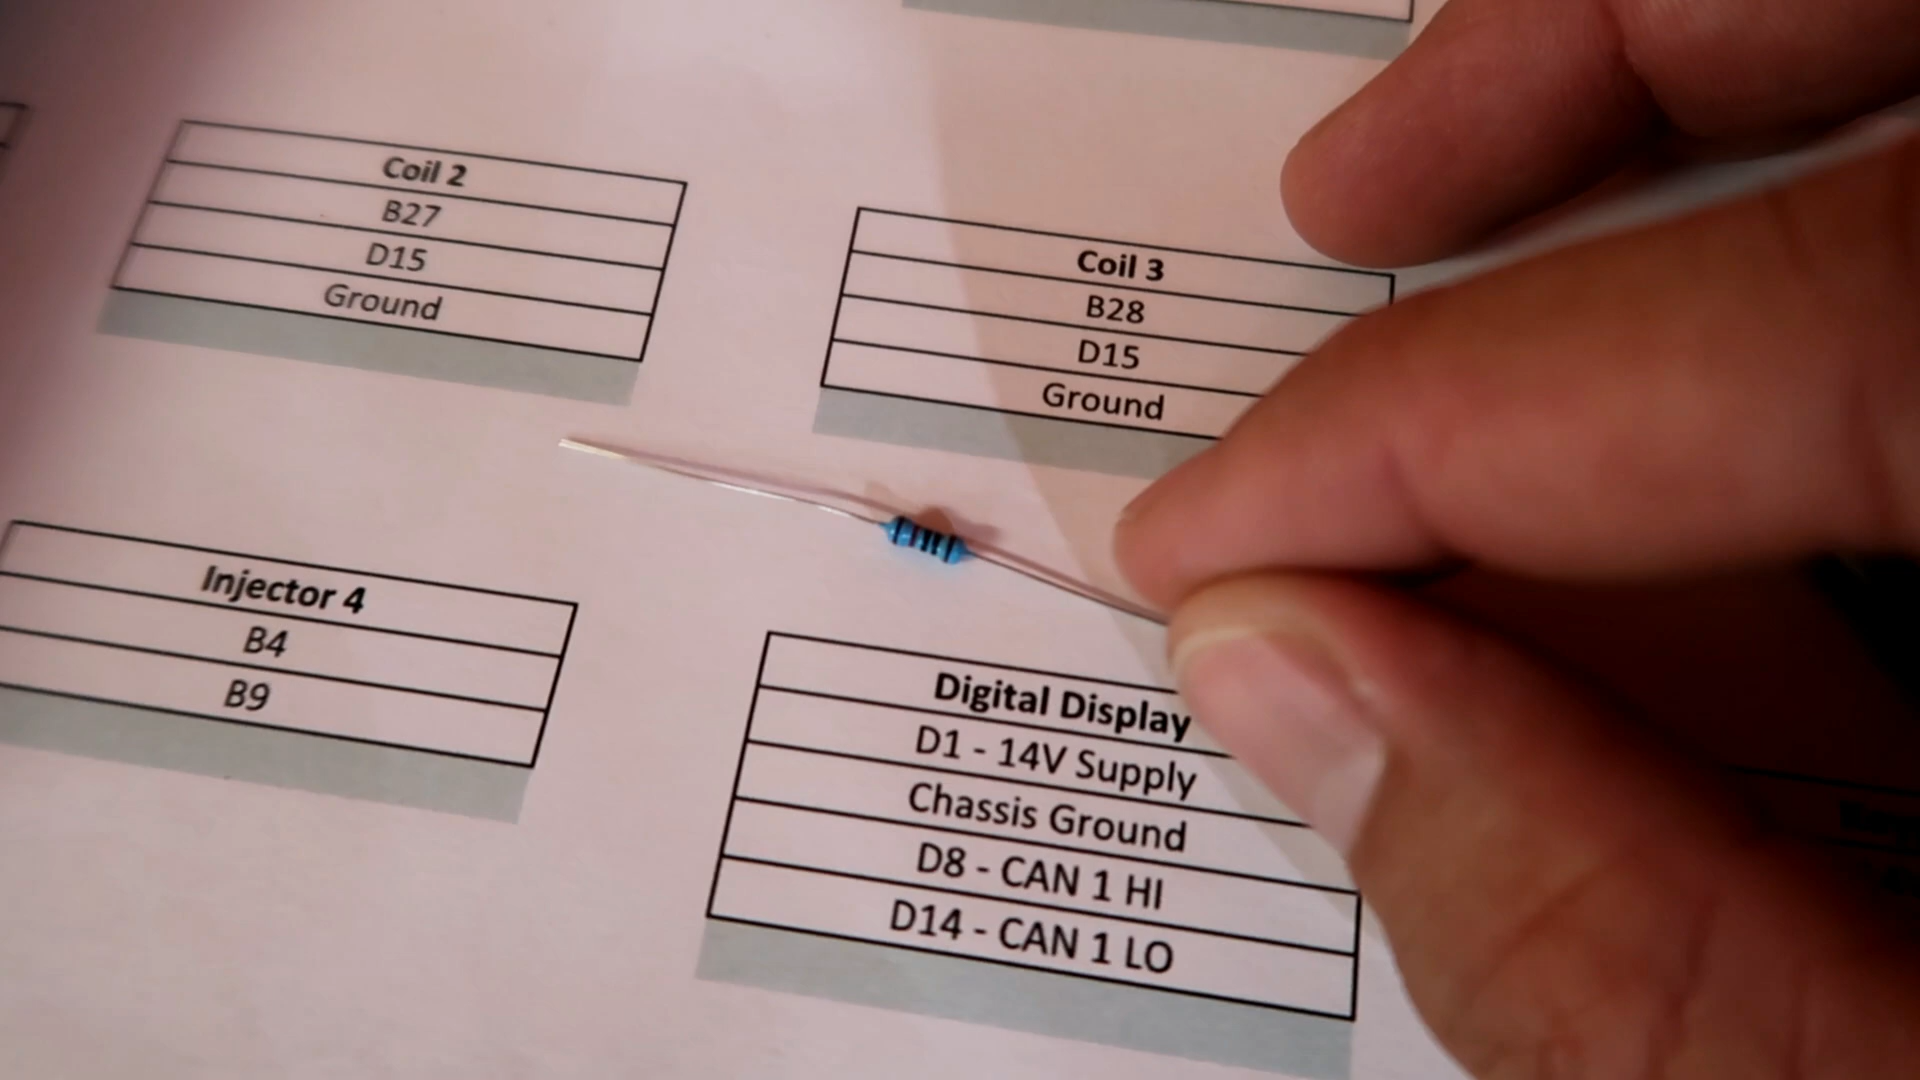 Coil 2
B27
D15
Ground
Coil 3
B28
D15
Ground
Injector 4
B4
B9
Digital Display
D1 - 14V Supply
Chassis Ground
D8 - CAN 1 HI
D14 - CAN 1 LO